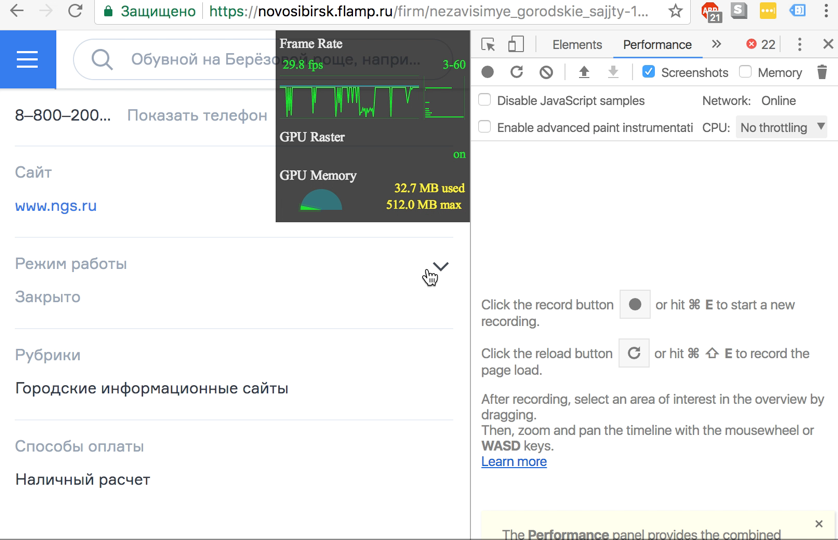 Защищено https://novosibirsk.flamp.ru/firm/nezavisimye_gorodskie_sajjty-1...
ABP 21 S
Обувной на Берёзовой роще, напри...
8–800–200... Показать телефон
Сайт
www.ngs.ru
Режим работы
Закрыто
Рубрики
Городские информационные сайты
Способы оплаты
Наличный расчет
Frame Rate
29.8 fps 3-60
GPU Raster
on
GPU Memory
32.7 MB used
512.0 MB max
Elements Performance » 22
Screenshots Memory
Disable JavaScript samples Network: Online
Enable advanced paint instrumentati CPU: No throttling
Click the record button or hit ⌘ E to start a new
recording.
Click the reload button or hit ⌘ ⇧ E to record the
page load.
After recording, select an area of interest in the overview by
dragging.
Then, zoom and pan the timeline with the mousewheel or
WASD keys.
Learn more
The Performance panel provides the combined